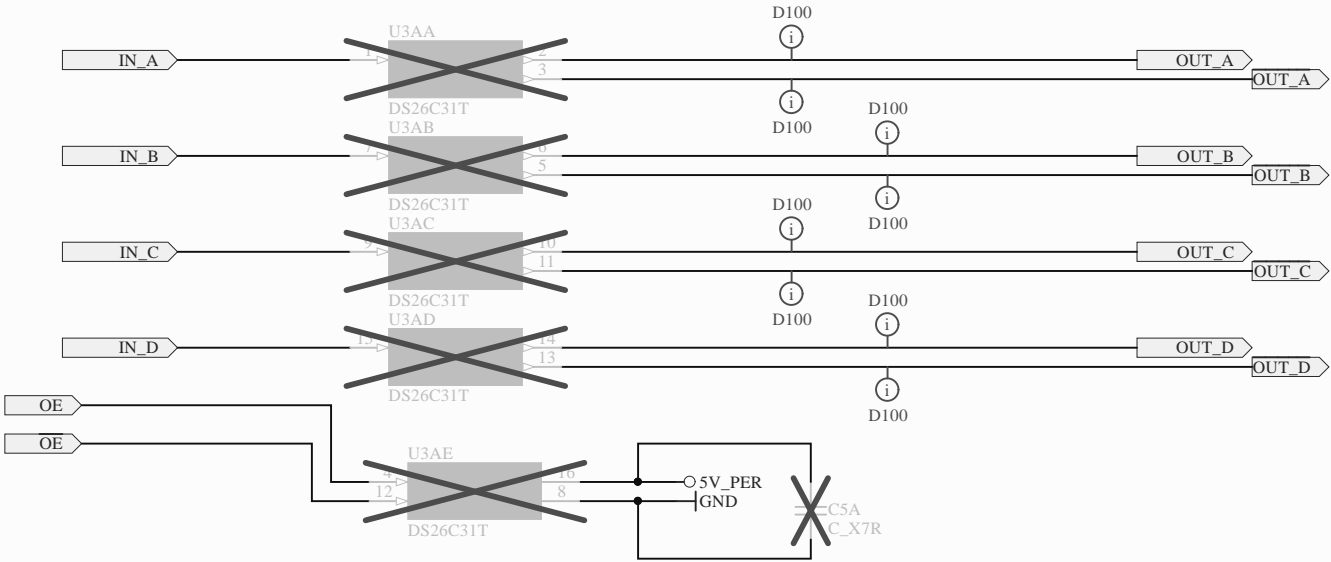 D100
U3AA
IN_A 1 2 i OUT_A
3 OUT_A
DS26C31T i
D100 D100
U3AB
IN_B 7 6 i OUT_B
5 OUT_B
DS26C31T i
D100 D100
U3AC
IN_C 9 10 i OUT_C
11 OUT_C
DS26C31T i
D100 D100
U3AD
IN_D 15 14 i OUT_D
13 OUT_D
DS26C31T i
OE D100
OE
U3AE
4 16 5V_PER
12 8 GND
C5A
DS26C31T C_X7R